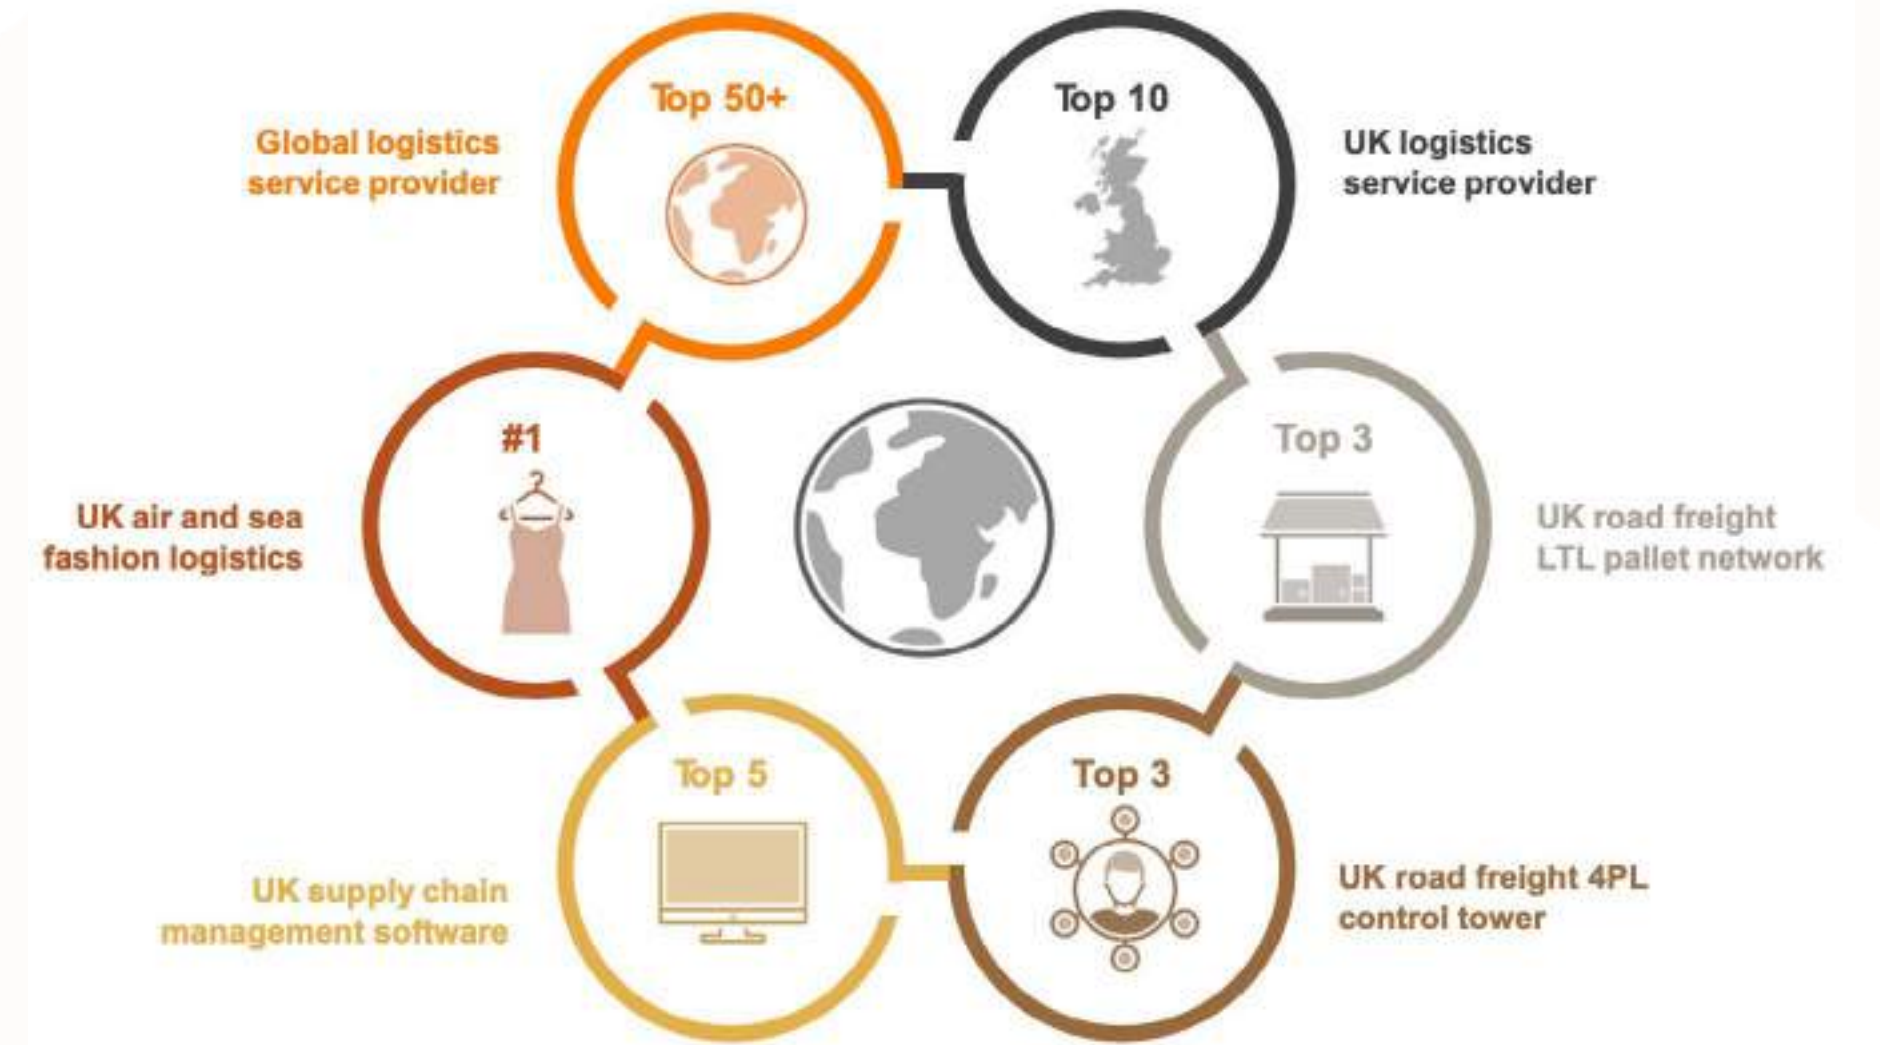 Top 50+
Global logistics
service provider
Top 10
UK logistics
service provider
#1
UK air and sea
fashion logistics
Top 3
UK road freight
LTL pallet network
Top 5
UK supply chain
management software
Top 3
UK road freight 4PL
control tower